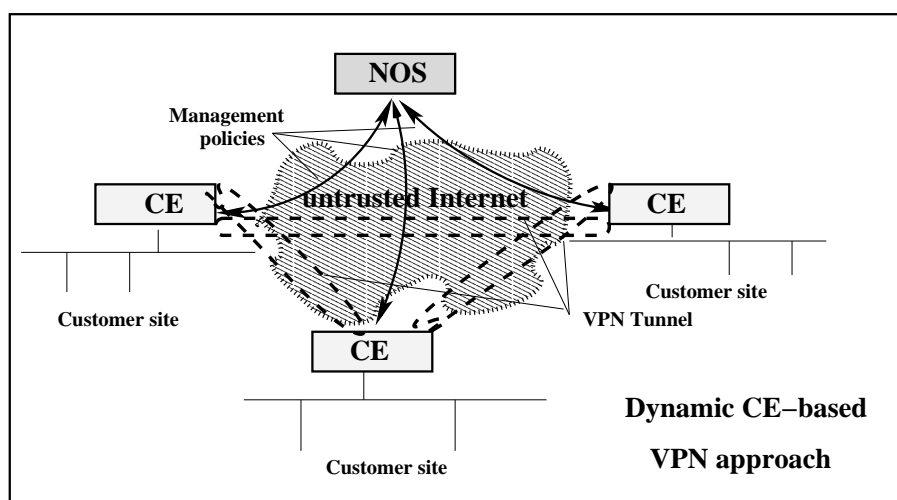 NOS
Management
policies
untrusted Internet
CE
CE
Customer site
Customer site
VPN Tunnel
CE
Dynamic CE−based
VPN approach
Customer site